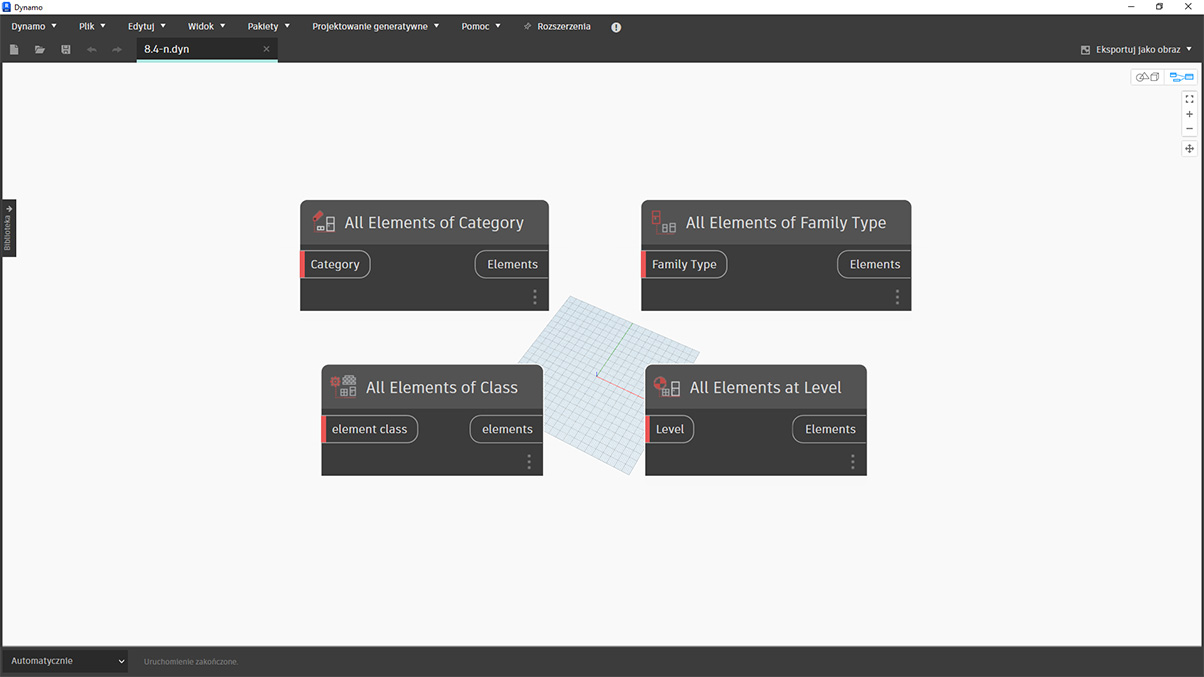 Dynamo
Dynamo Plik Edytuj Widok Pakiety Projektowanie generatywne Pomoc Rozszerzenia
8.4-n.dyn Eksportuj jako obraz
Biblioteka
All Elements of Category
Category Elements
All Elements of Family Type
Family Type Elements
All Elements of Class
element class elements
All Elements at Level
Level Elements
Automatycznie Uruchomienie zakończone.